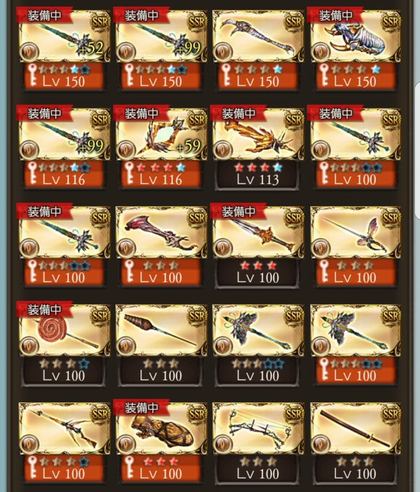 装備中 SSR 装備中 SSR SSR 装備中 SSR
52 99
Lv 150 Lv 150 Lv 150 Lv 150
装備中 SSR 装備中 SSR 装備中 SSR 装備中 SSR
99 +59
Lv 116 Lv 116 Lv 113 Lv 100
装備中 SSR SSR 装備中 SSR SSR
Lv 100 Lv 100 Lv 100 Lv 100
装備中 SSR SSR SSR SSR
Lv 100 Lv 100 Lv 100 Lv 100
SSR 装備中 SSR SSR SSR
Lv 100 Lv 100 Lv 100 Lv 100